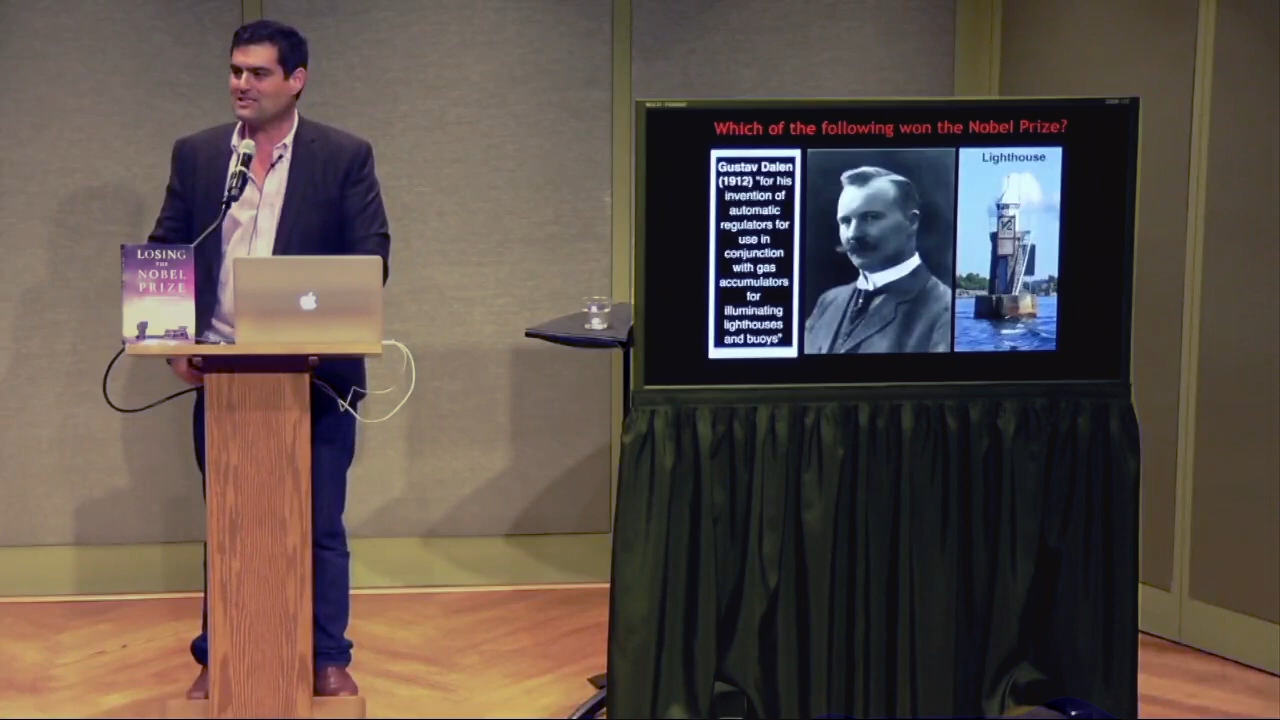 LOSING
THE
NOBEL
PRIZE
Which of the following won the Nobel Prize?
Gustav Dalen
(1912) "for his
invention of
automatic
regulators for
use in
conjunction
with gas
accumulators
for
illuminating
lighthouses
and buoys"
Lighthouse